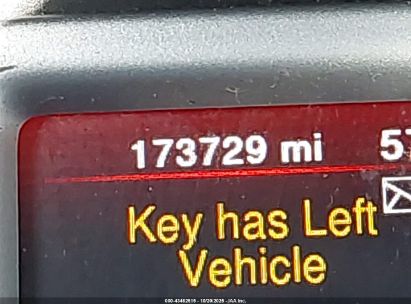 173729 mi
Key has Left
Vehicle